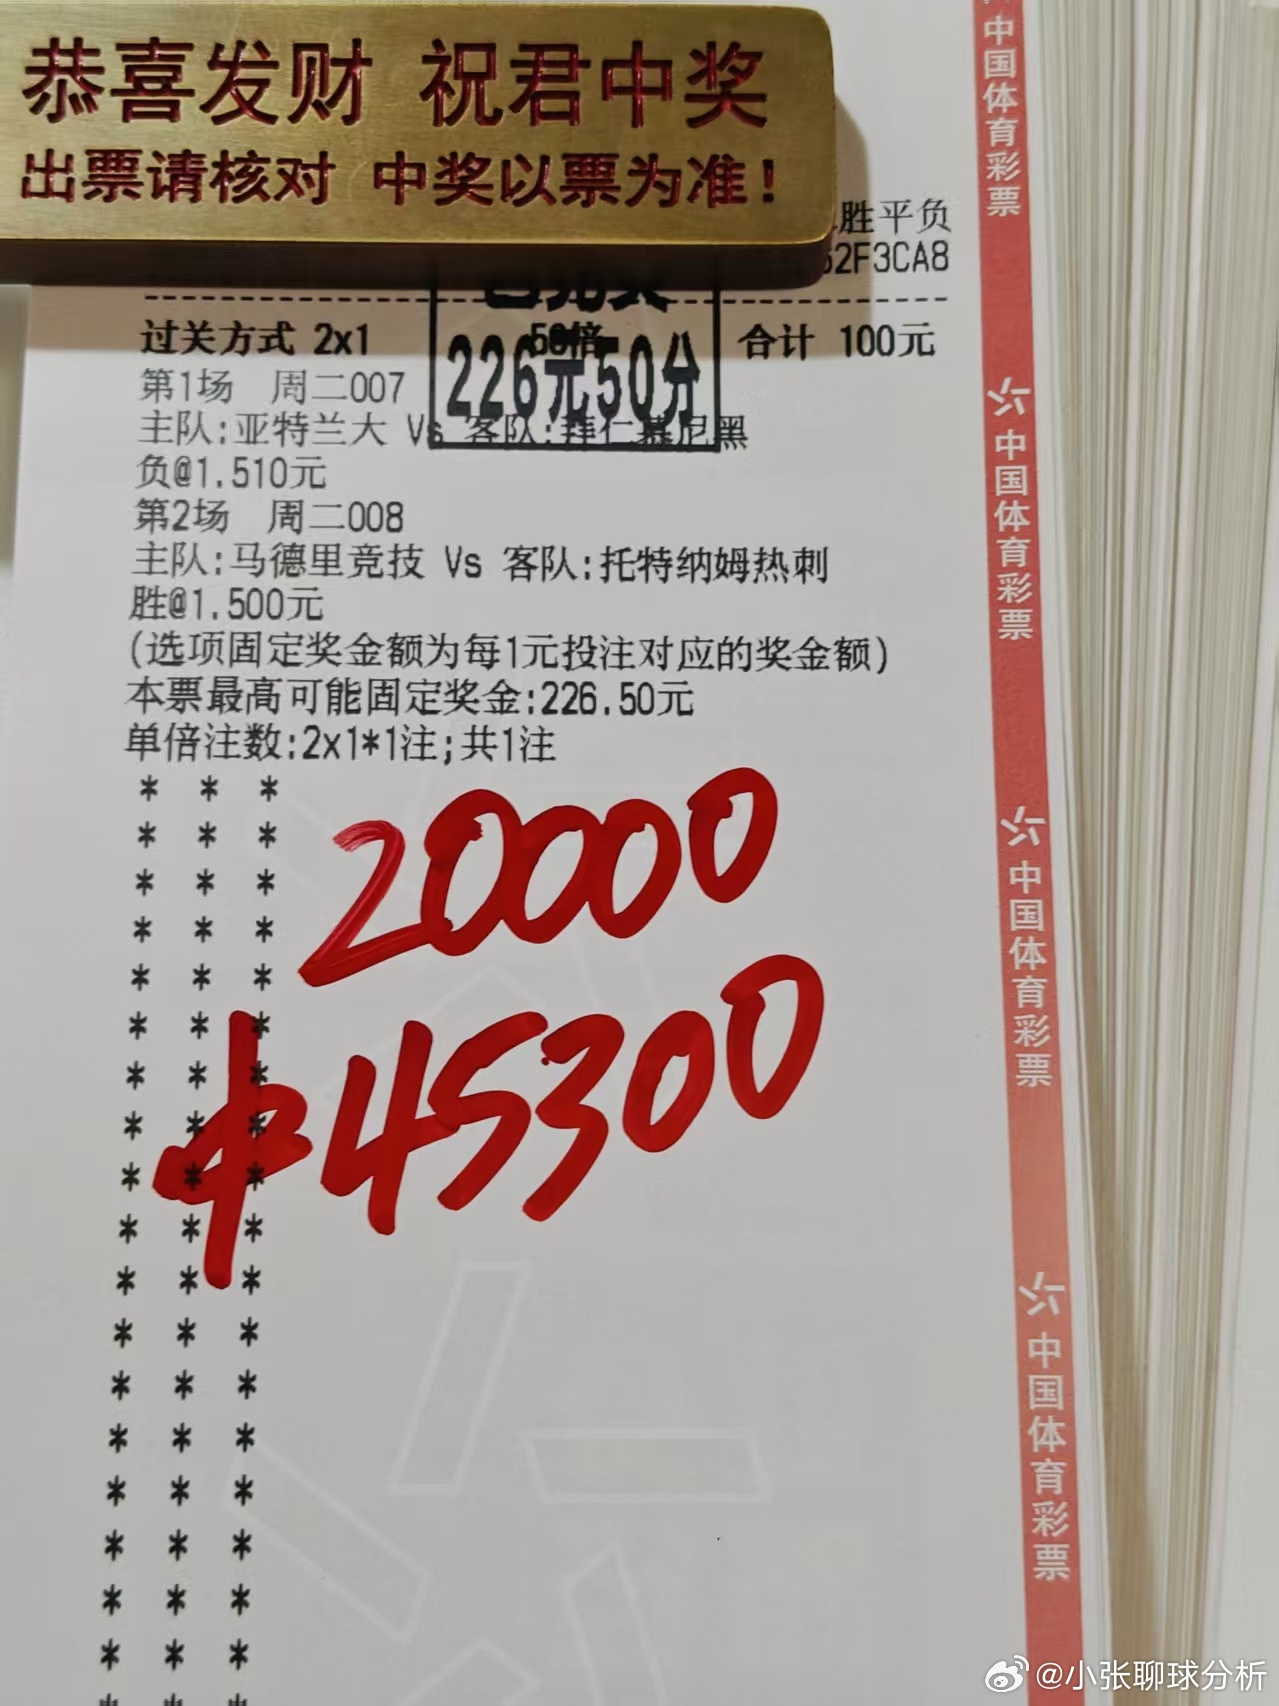 恭喜发财 祝君中奖
出票请核对 中奖以票为准!
胜平负
62F3CA8
过关方式 2x1 50倍 合计 100元
226元50分
第1场 周二007
主队:亚特兰大 Vs 客队:拜仁慕尼黑
负@1.510元
第2场 周二008
主队:马德里竞技 Vs 客队:托特纳姆热刺
胜@1.500元
(选项固定奖金额为每1元投注对应的奖金额)
本票最高可能固定奖金:226.50元
单倍注数:2x1*1注;共1注
20000
中45300
中国体育彩票
中国体育彩票
中国体育彩票
中国体育彩票
@小张聊球分析